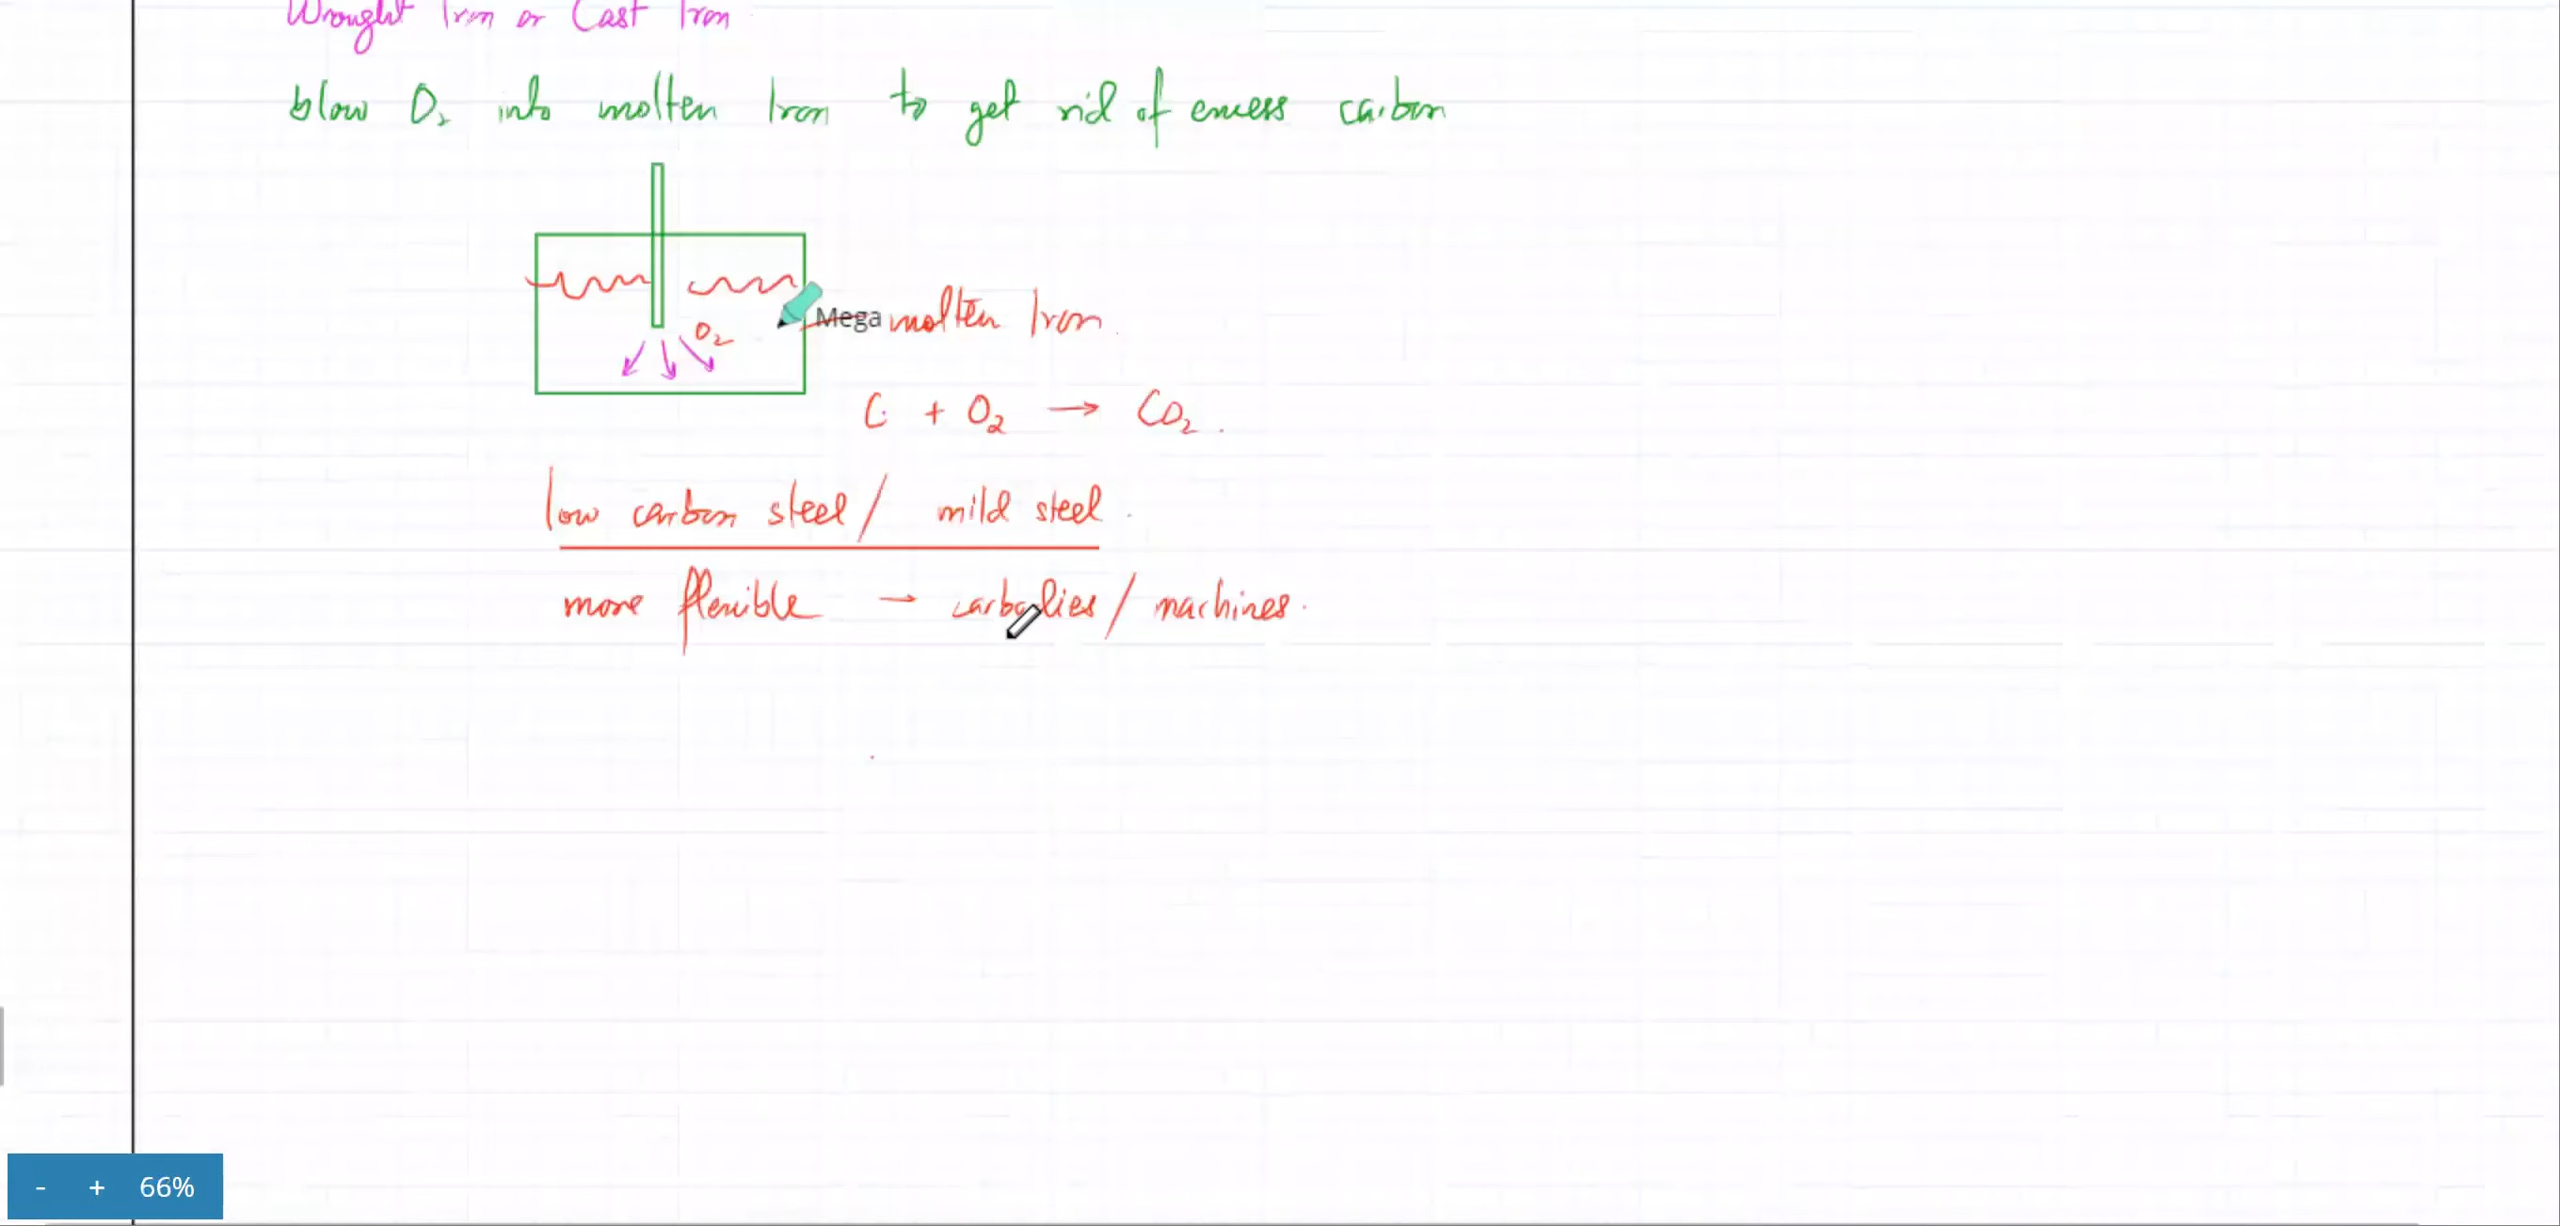 Wrought Iron or Cast Iron
blow O₂ into molten Iron to get rid of excess carbon
O₂
Mega
molten Iron
C + O₂ → CO₂.
low carbon steel / mild steel
more flexible → machines.
- + 66%